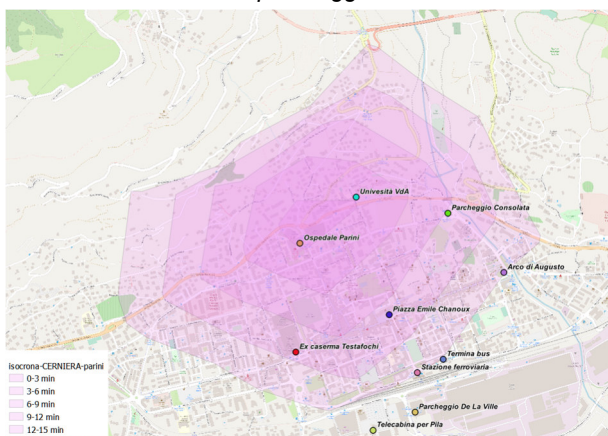 Univesità VdA
Parcheggio Consolata
Ospedale Parini
Arco di Augusto
Piazza Emile Chanoux
Ex caserma Testafochi
Termina bus
Stazione ferroviaria
Parcheggio De La Ville
Telecabina per Pila
isocrona-CERNIERA-parini
0-3 min
3-6 min
6-9 min
9-12 min
12-15 min